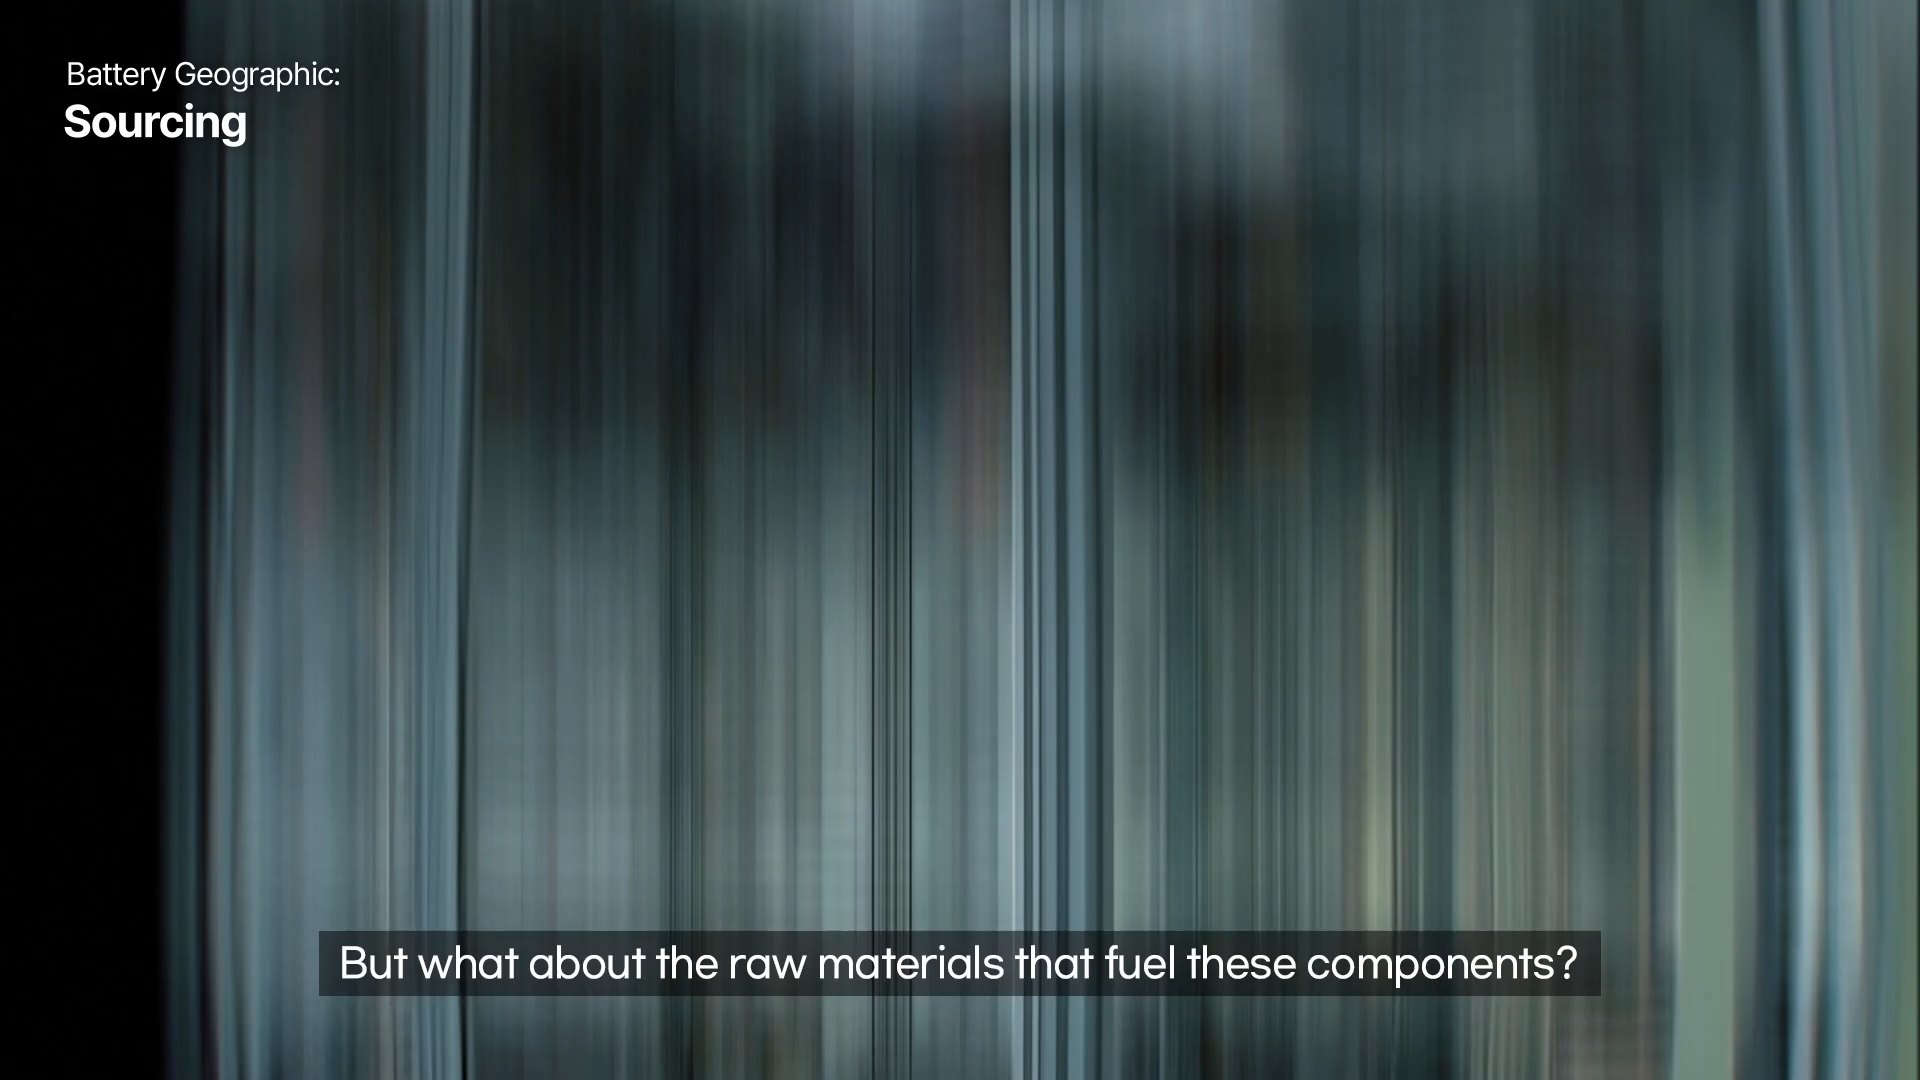 Battery Geographic:
Sourcing
But what about the raw materials that fuel these components?